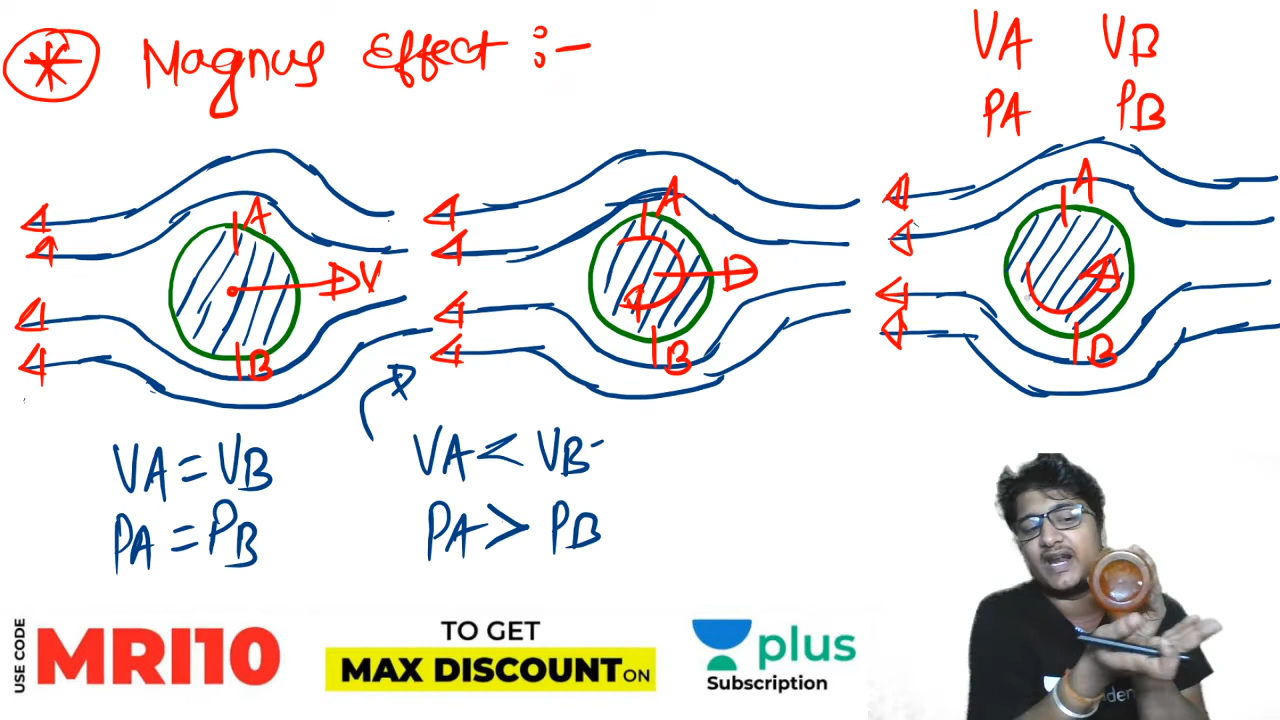 * Magnus Effect :-
VA VB
PA PB
A
B
V
A
B
A
B
VA = VB
PA = PB
VA < VB
PA > PB
USE CODE
MRI10
TO GET
MAX DISCOUNT ON
plus
Subscription